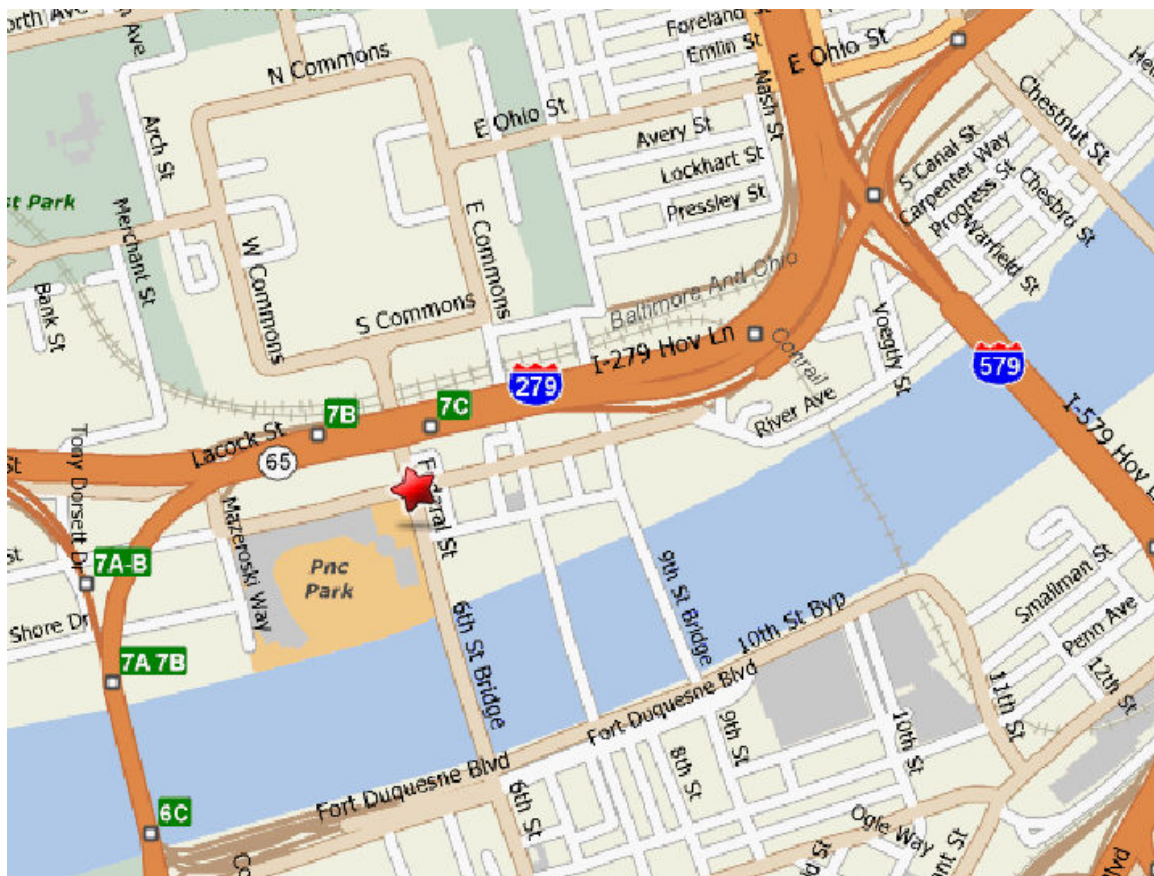 North Ave
Ave
N Commons
Foreland St
Emlin St
E Ohio St
Nash St
E Ohio St
Arch St
Avery St
Lockhart St
Pressley St
S Canal St
Carpenter Way
Progress St
Warfield St
Chestnut St
Chesbro St
st Park
Merchant St
W Commons
E Commons
Bank St
S Commons
Baltimore And Ohio
I-279 Hov Ln
Conrail
Voegtly St
279
579
I-579 Hov
7B
7C
River Ave
Lacock St
65
St
Tony Dorsett Dr
Federal St
Mazeroski Way
7A-B
St
Pnc
Park
9th St Bridge
Shore Dr
6th St Bridge
10th St Byp
Smallman St
Penn Ave
7A 7B
Fort Duquesne Blvd
11th St
12th St
9th St
10th St
8th St
Fort Duquesne Blvd
6th St
6C
Ogle Way